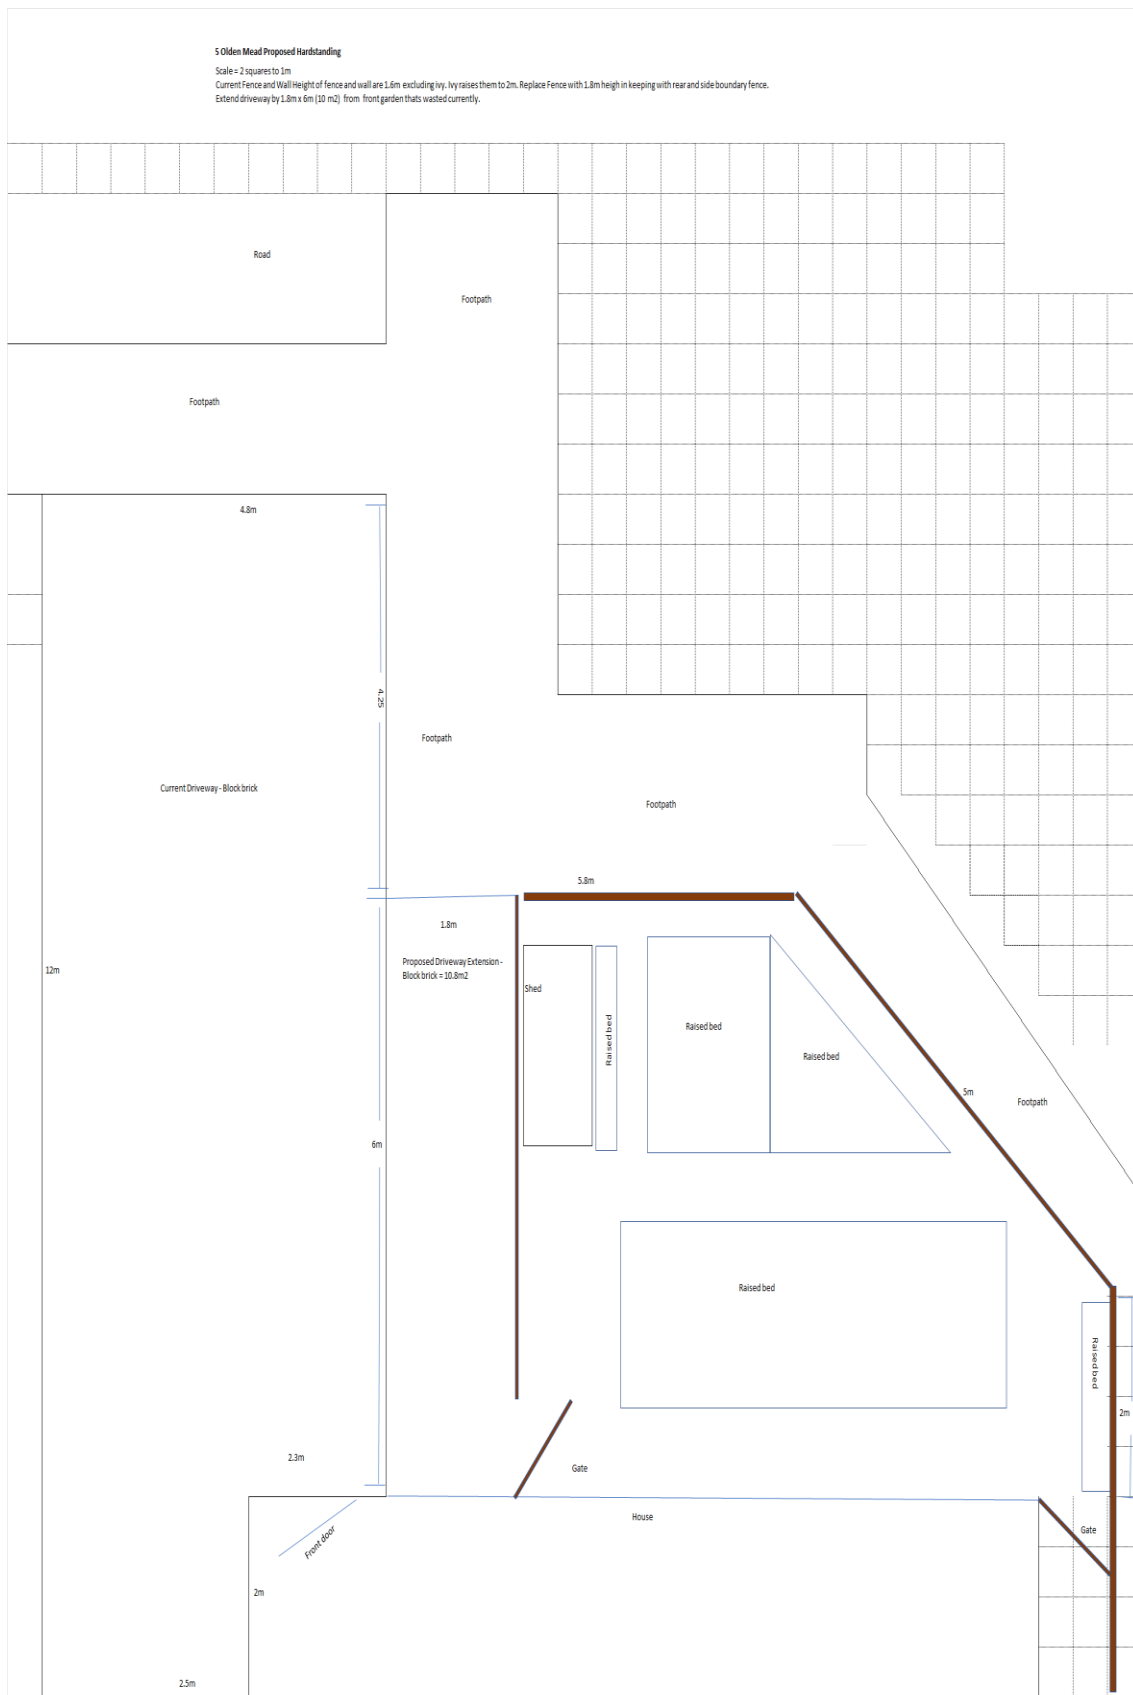 5 Olden Mead Proposed Hardstanding
Scale = 2 squares to 1m
Current Fence and Wall Height of fence and wall are 1.6m excluding ivy. Ivy raises them to 2m. Replace Fence with 1.8m heigh in keeping with rear and side boundary fence.
Extend driveway by 1.8m x 6m (10 m2) from front garden thats wasted currently.
Road
Footpath
Footpath
4.8m
4.25
Footpath
Current Driveway - Block brick
Footpath
5.8m
1.8m
Proposed Driveway Extension -
Block brick = 10.8m2
12m
Shed
Raised bed
Raised bed
Raised bed
5m
Footpath
6m
Raised bed
Raised bed
2m
2.3m
Gate
House
Front door
Gate
2m
2.5m